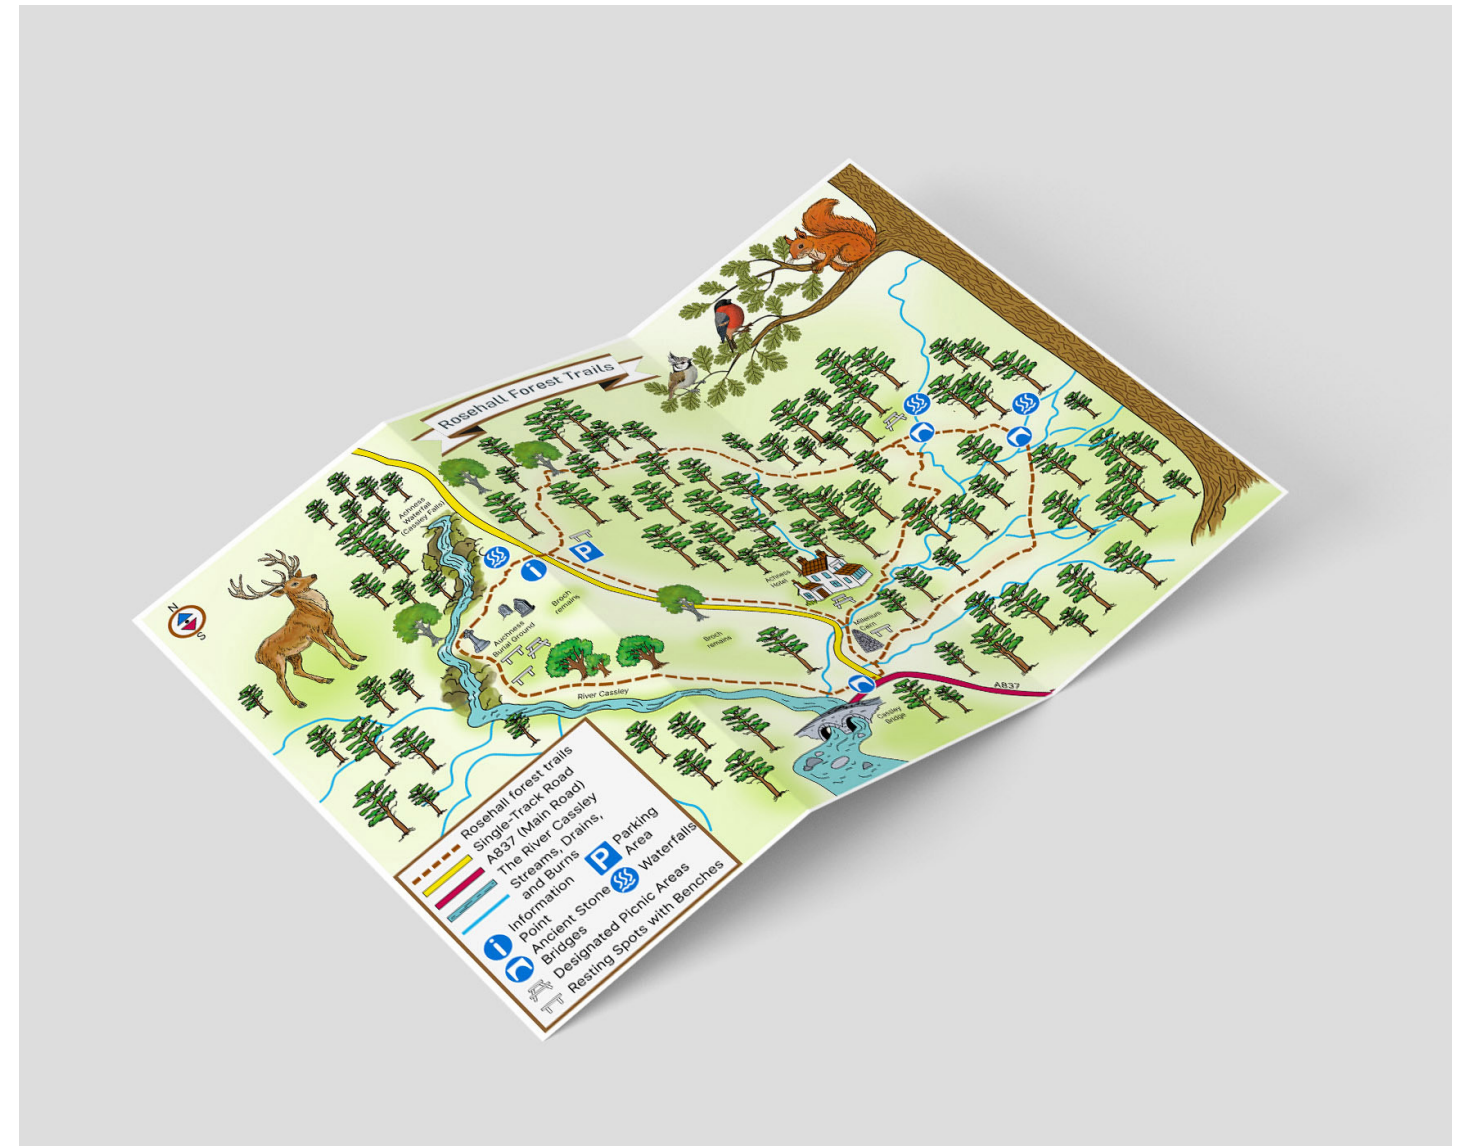 Rosehall Forest Trails
N
S
Achness
Waterfall
(Cassley Falls)
i
P
Broch
remains
Auchness
Burial Ground
River Cassley
Broch
remains
Achness
Hotel
Millenium
Cairn
A837
Cassley
Bridge
Rosehall forest trails
Single-Track Road
A837 (Main Road)
The River Cassley
Streams, Drains,
and Burns
i
Information
Point
Ancient Stone
Bridges
Designated Picnic Areas
Resting Spots with Benches
P
Parking
Area
Waterfalls